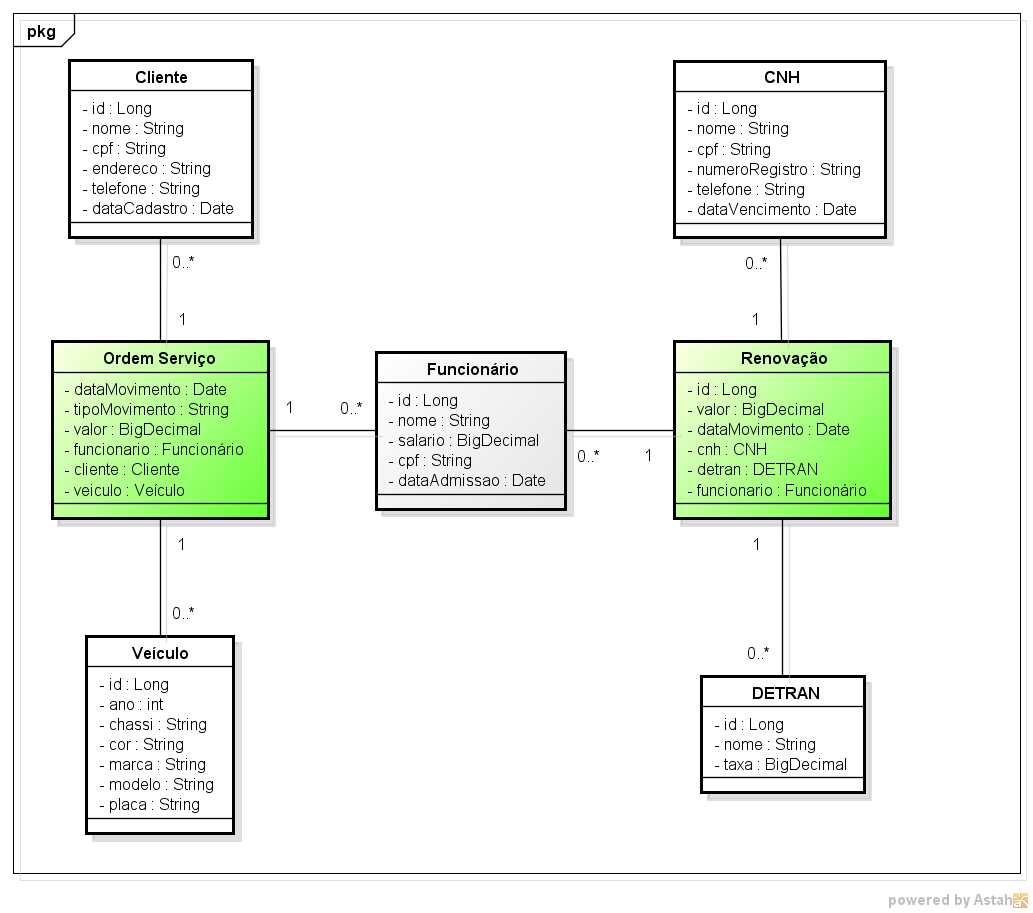 pkg
Cliente
- id : Long
- nome : String
- cpf : String
- endereco : String
- telefone : String
- dataCadastro : Date
CNH
- id : Long
- nome : String
- cpf : String
- numeroRegistro : String
- telefone : String
- dataVencimento : Date
0..*
1
0..*
1
Ordem Serviço
- dataMovimento : Date
- tipoMovimento : String
- valor : BigDecimal
- funcionario : Funcionário
- cliente : Cliente
- veiculo : Veículo
1
0..*
Funcionário
- id : Long
- nome : String
- salario : BigDecimal
- cpf : String
- dataAdmissao : Date
0..*
1
Renovação
- id : Long
- valor : BigDecimal
- dataMovimento : Date
- cnh : CNH
- detran : DETRAN
- funcionario : Funcionário
1
0..*
1
0..*
Veículo
- id : Long
- ano : int
- chassi : String
- cor : String
- marca : String
- modelo : String
- placa : String
DETRAN
- id : Long
- nome : String
- taxa : BigDecimal
powered by Astah